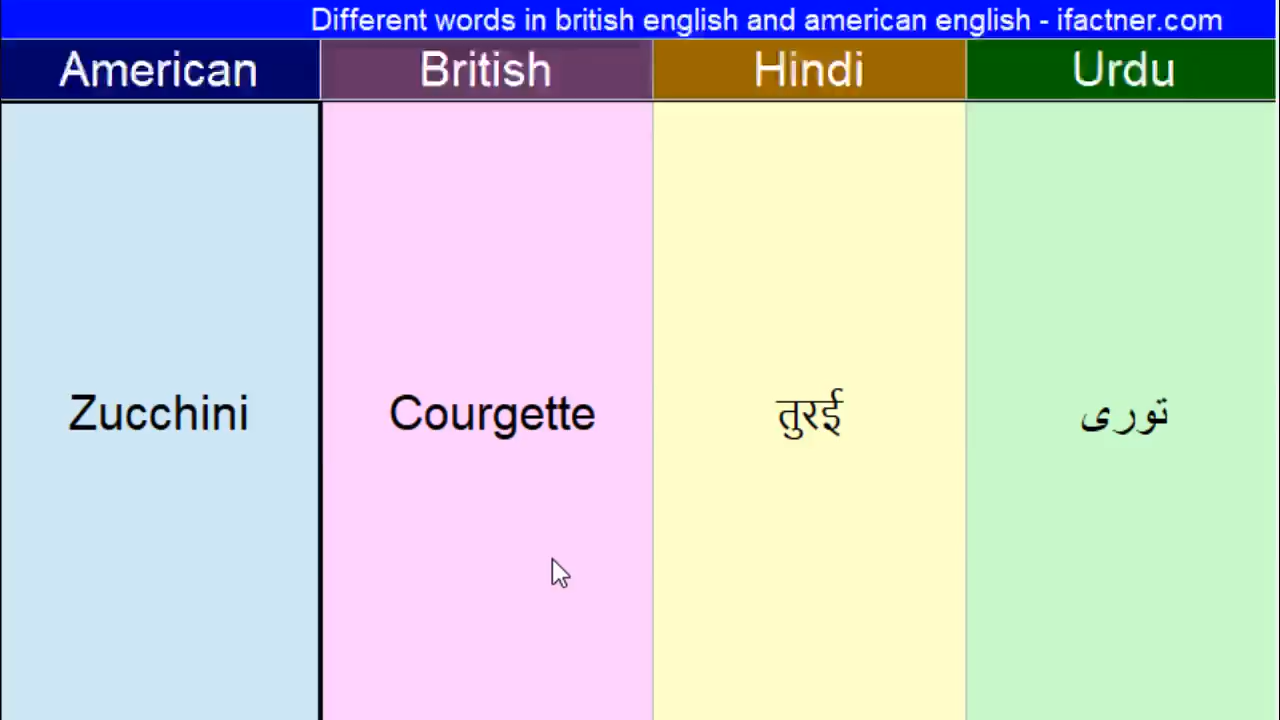 Different words in british english and american english - ifactner.com
American British Hindi Urdu
Zucchini Courgette तुरई توری